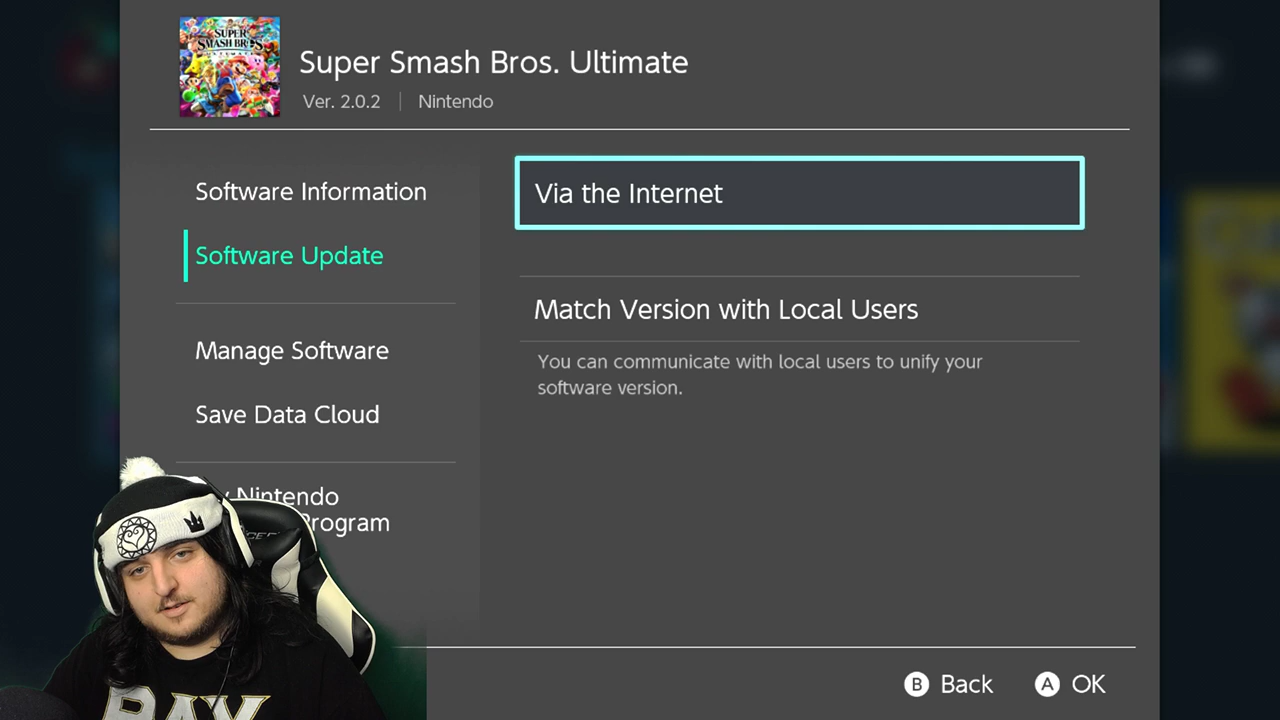 SUPER
SMASH BROS.
ULTIMATE
Super Smash Bros. Ultimate
Ver. 2.0.2 | Nintendo
Software Information
Software Update
Manage Software
Save Data Cloud
Nintendo
Program
Via the Internet
Match Version with Local Users
You can communicate with local users to unify your
software version.
B Back
A OK